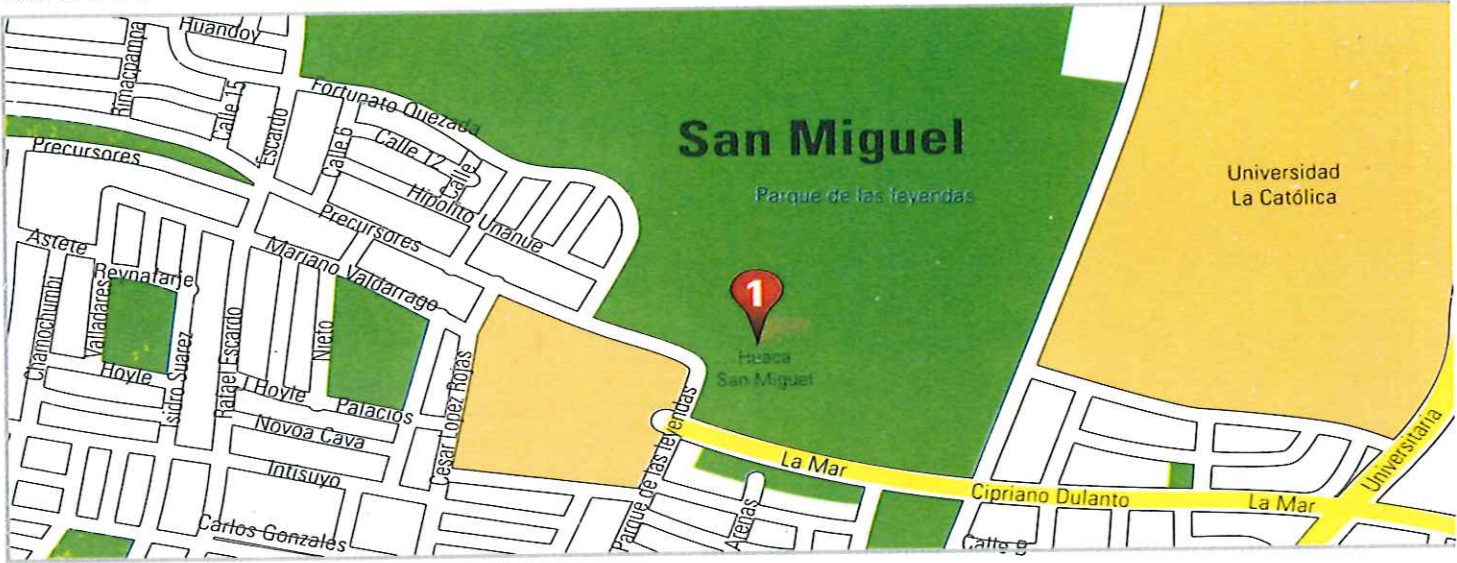 Huandoy
Rimacpampa
Calle 15
Escardo
Fortunato Quezada
Calle 6
Calle 12
Calle
San Miguel
Parque de las leyendas
Universidad
La Católica
Precursores
Hipolito Unanue
Precursores
Astete
Mariano Valdarrago
Reynafarje
Chamochumbi
Valladares
Isidro Suarez
Rafael Escardo
Nieto
1
Huaca
San Miguel
Hoyle
Hoyle
Palacios
Cesar Lopez Rojas
Novoa Cava
Intisuyo
Parque de las leyendas
La Mar
Cipriano Dulanto
La Mar
Universitaria
Arenas
Carlos Gonzales
Calle B